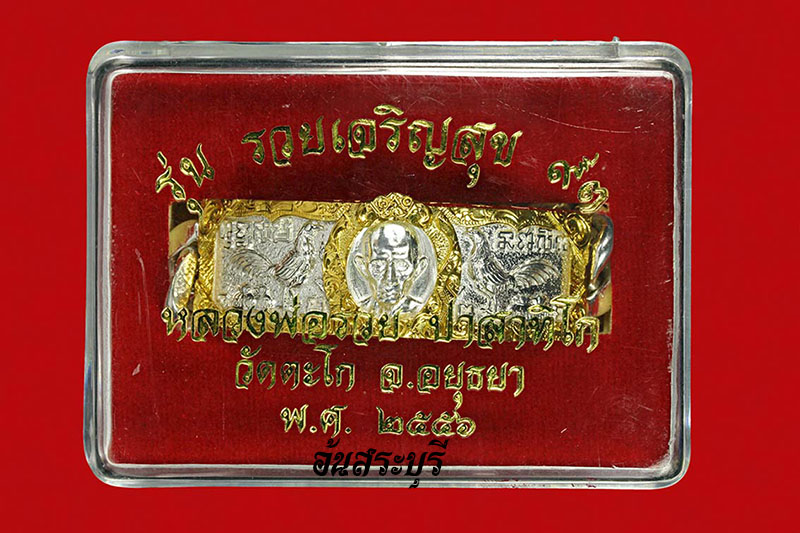 รุ่น รวยเจริญสุข ๙๑
หลวงพ่อรวย ปาสาทิโก
วัดตะโก อ.อยุธยา
พ.ศ. ๒๕๕๖
อ้นสระบุรี